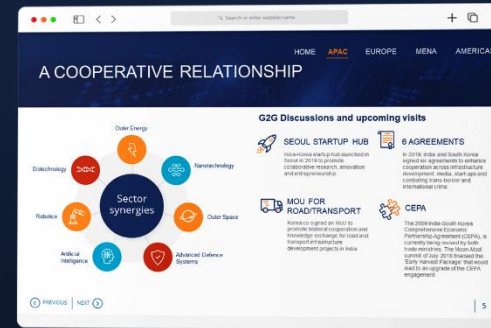 Search or enter website name
HOME APAC EUROPE MENA AMERICAS
A COOPERATIVE RELATIONSHIP
G2G Discussions and upcoming visits
Outer Energy
Biotechnology
Nanotechnology
Sector
synergies
Robotics
Outer Space
Artificial
Intelligence
Advanced Defence
Systems
SEOUL STARTUP HUB
India-Korea startup hub launched in
Seoul in 2019 to promote
collaborative research, innovation
and entrepreneurship.
6 AGREEMENTS
In 2019, India and South Korea
signed six agreements to enhance
cooperation across infrastructure
development, media, start-ups and
combating trans-border and
international crime.
MOU FOR
ROAD/TRANSPORT
Korea co signed an MOU to
promote bilateral cooperation and
knowledge exchange for road and
transport infrastructure
development projects in India
CEPA
The 2009 India-South Korea
Comprehensive Economic
Partnership Agreement (CEPA), is
currently being revived by both
trade ministries. The Moon-Modi
summit of July 2018 finalised the
'Early Harvest Package' that would
lead to an upgrade of the CEPA
engagement.
PREVIOUS | NEXT
5